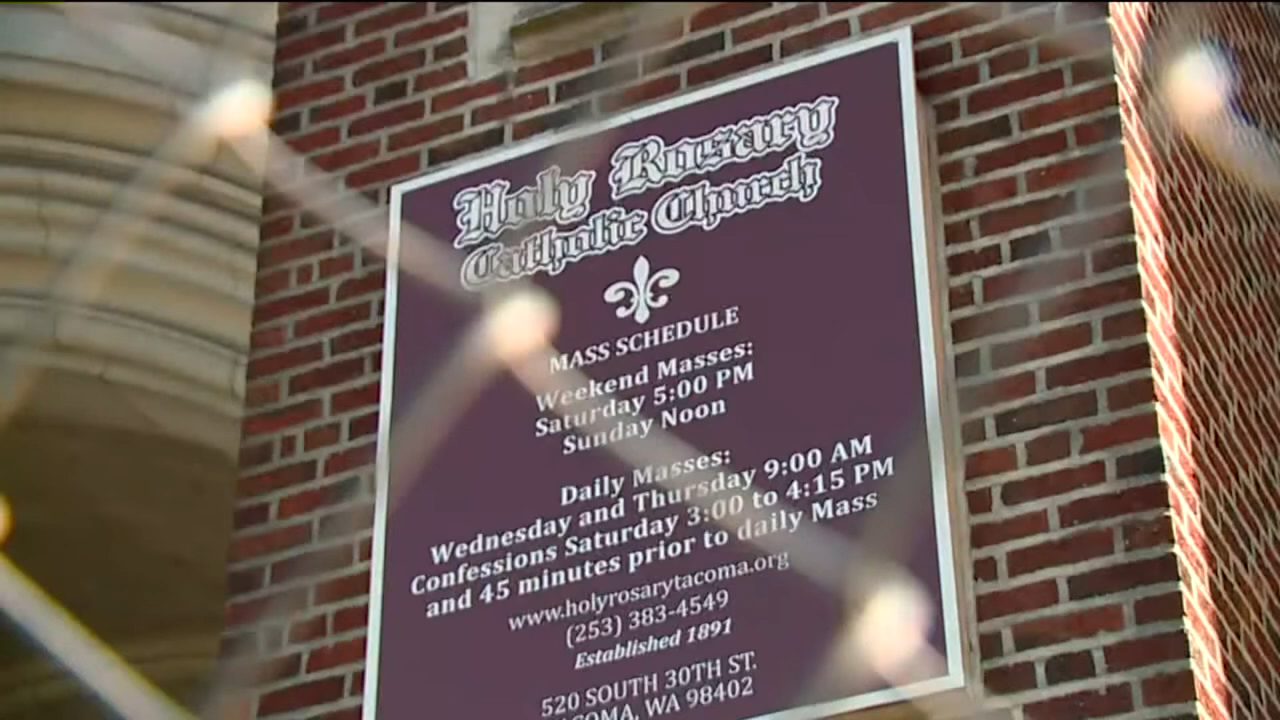 Holy Rosary
Catholic Church
MASS SCHEDULE
Weekend Masses:
Saturday 5:00 PM
Sunday Noon
Daily Masses:
Wednesday and Thursday 9:00 AM
Confessions Saturday 3:00 to 4:15 PM
and 45 minutes prior to daily Mass
www.holyrosarytacoma.org
(253) 383-4549
Established 1891
520 SOUTH 30TH ST.
TACOMA, WA 98402